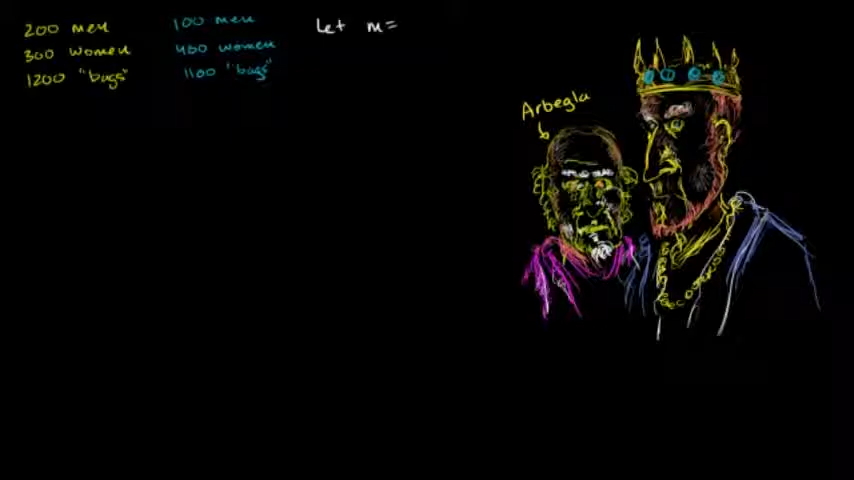 200 men
300 women
1200 "bags"
100 men
400 women
1100 "bags"
Let m=
Arbegla